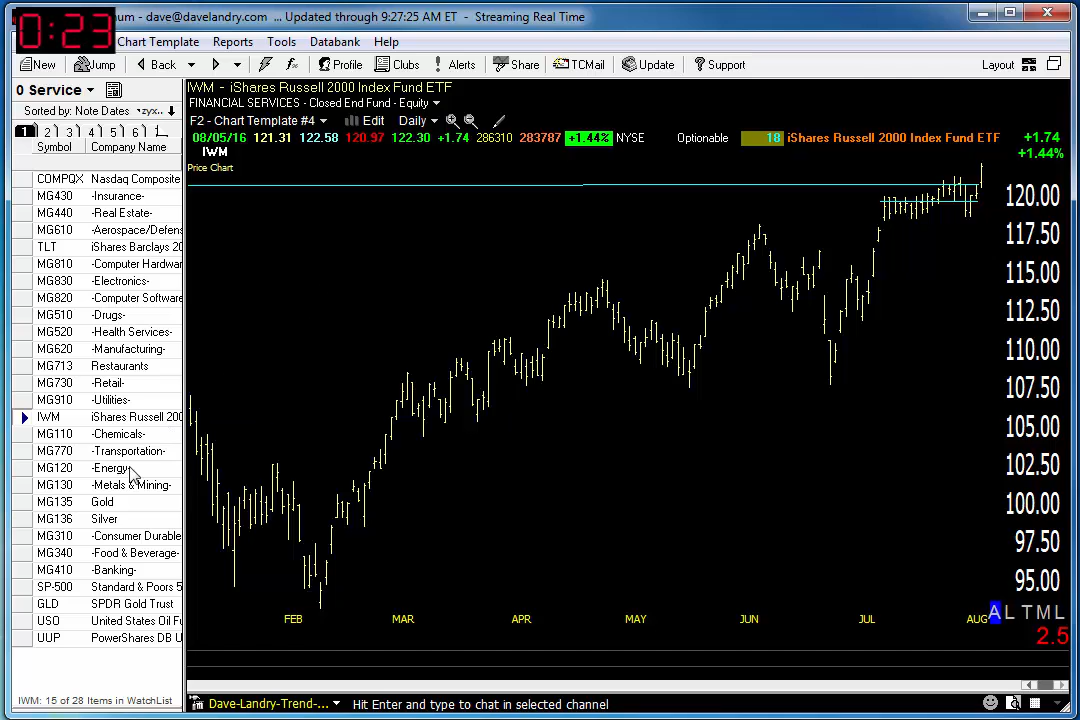 0:23
num - dave@davelandry.com ... Updated through 9:27:25 AM ET - Streaming Real Time
Chart Template Reports Tools Databank Help
New Jump Back Profile Clubs Alerts Share TCMail Update Support Layout
0 Service
Sorted by: Note Dates zyx...
1 2 3 4 5 6
Symbol Company Name
COMPQX Nasdaq Composite
MG430 -Insurance-
MG440 -Real Estate-
MG610 -Aerospace/Defens
TLT iShares Barclays 20
MG810 -Computer Hardwar
MG830 -Electronics-
MG820 -Computer Software
MG510 -Drugs-
MG520 -Health Services-
MG620 -Manufacturing-
MG713 Restaurants
MG730 -Retail-
MG910 -Utilities-
IWM iShares Russell 200
MG110 -Chemicals-
MG770 -Transportation-
MG120 -Energy-
MG130 -Metals & Mining-
MG135 Gold
MG136 Silver
MG310 -Consumer Durable
MG340 -Food & Beverage-
MG410 -Banking-
SP-500 Standard & Poors 5
GLD SPDR Gold Trust
USO United States Oil Fu
UUP PowerShares DB U
IWM: 15 of 28 Items in WatchList
IWM - iShares Russell 2000 Index Fund ETF
FINANCIAL SERVICES - Closed End Fund - Equity
F2 - Chart Template #4 Edit Daily
08/05/16 121.31 122.58 120.97 122.30 +1.74 286310 283787 +1.44% NYSE Optionable 18 iShares Russell 2000 Index Fund ETF +1.74
IWM +1.44%
Price Chart
120.00
117.50
115.00
112.50
110.00
107.50
105.00
102.50
100.00
97.50
95.00
FEB MAR APR MAY JUN JUL AUG
A L T M L
2.5
Dave-Landry-Trend-... Hit Enter and type to chat in selected channel